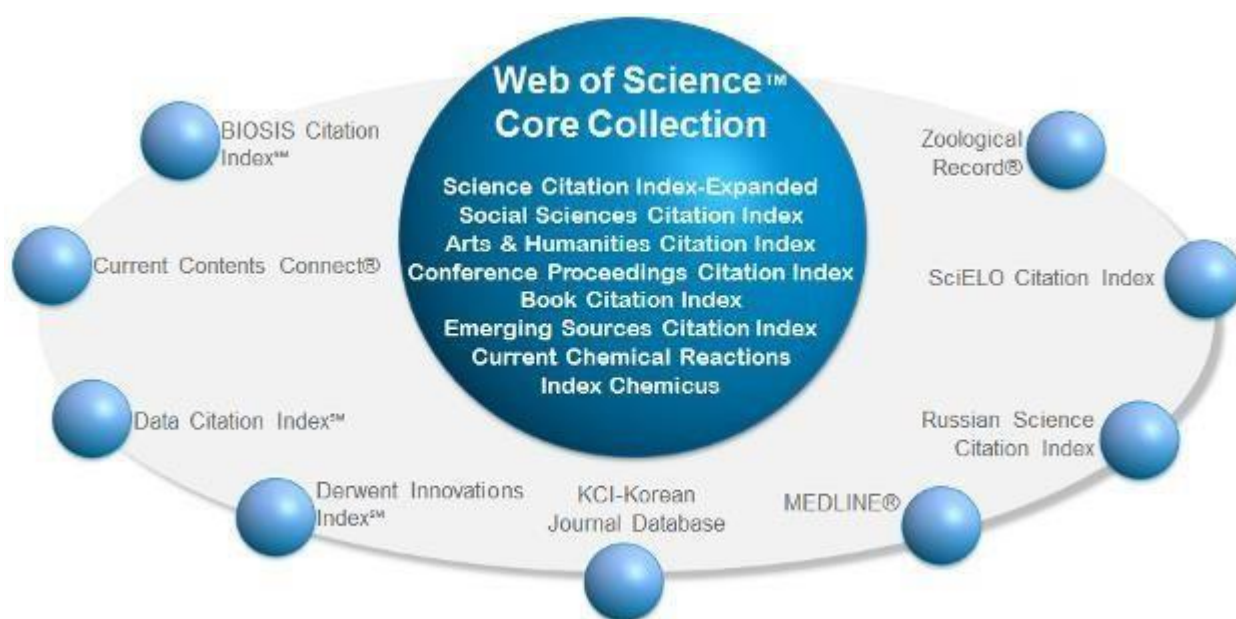 Web of Science™
Core Collection
Science Citation Index-Expanded
Social Sciences Citation Index
Arts & Humanities Citation Index
Conference Proceedings Citation Index
Book Citation Index
Emerging Sources Citation Index
Current Chemical Reactions
Index Chemicus
BIOSIS Citation
Index℠
Current Contents Connect®
Data Citation Index℠
Derwent Innovations
Index℠
KCI-Korean
Journal Database
MEDLINE®
Russian Science
Citation Index
SciELO Citation Index
Zoological
Record®